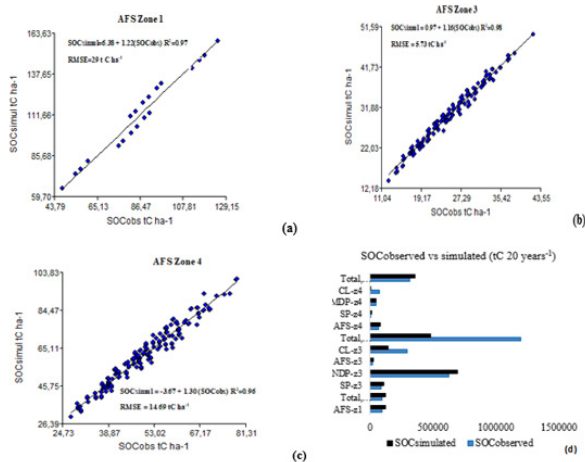 AFS Zone 1
163,63
SOCsimul=6.38 + 1.22(SOCobs) R²=0.97
RMSE=29 t C ha⁻¹
137,65
111,66
85,68
59,70
SOCsimul tC ha-1
43,79 65,13 86,47 107,81 129,15
SOCobs tC ha-1
(a)
AFS Zone 3
51,59
SOCsimul = 0.97 + 1.16(SOCobs) R²=0.98
RMSE = 5.73 tC ha⁻¹
41,73
31,88
22,03
12,18
SOCsimul tC ha-1
11,04 19,17 27,29 35,42 43,55
SOCobs tC ha-1
(b)
AFS Zone 4
103,83
84,47
65,11
45,75
26,39
SOCsimul tC ha-1
SOCsimul = -3.67 + 1.30 (SOCobs) R²=0.96
RMSE = 14.69 tC ha⁻¹
24,73 38,87 53,02 67,17 81,31
SOCobs tC ha-1
(c)
SOCobserved vs simulated (tC 20 years⁻¹)
Total,...
CL-z4
MDP-z4
SP-z4
AFS-z4
Total,...
CL-z3
AFS-z3
NDP-z3
SP-z3
Total,...
AFS-z1
0 500000 1000000 1500000
SOCsimulated SOCobserved
(d)